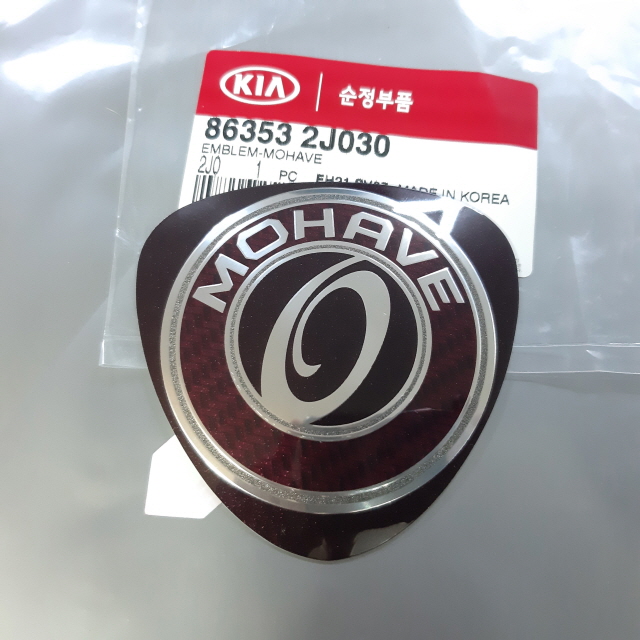 KIA 순정부품
86353 2J030
EMBLEM-MOHAVE
2J0 1 PC MADE IN KOREA
MOHAVE